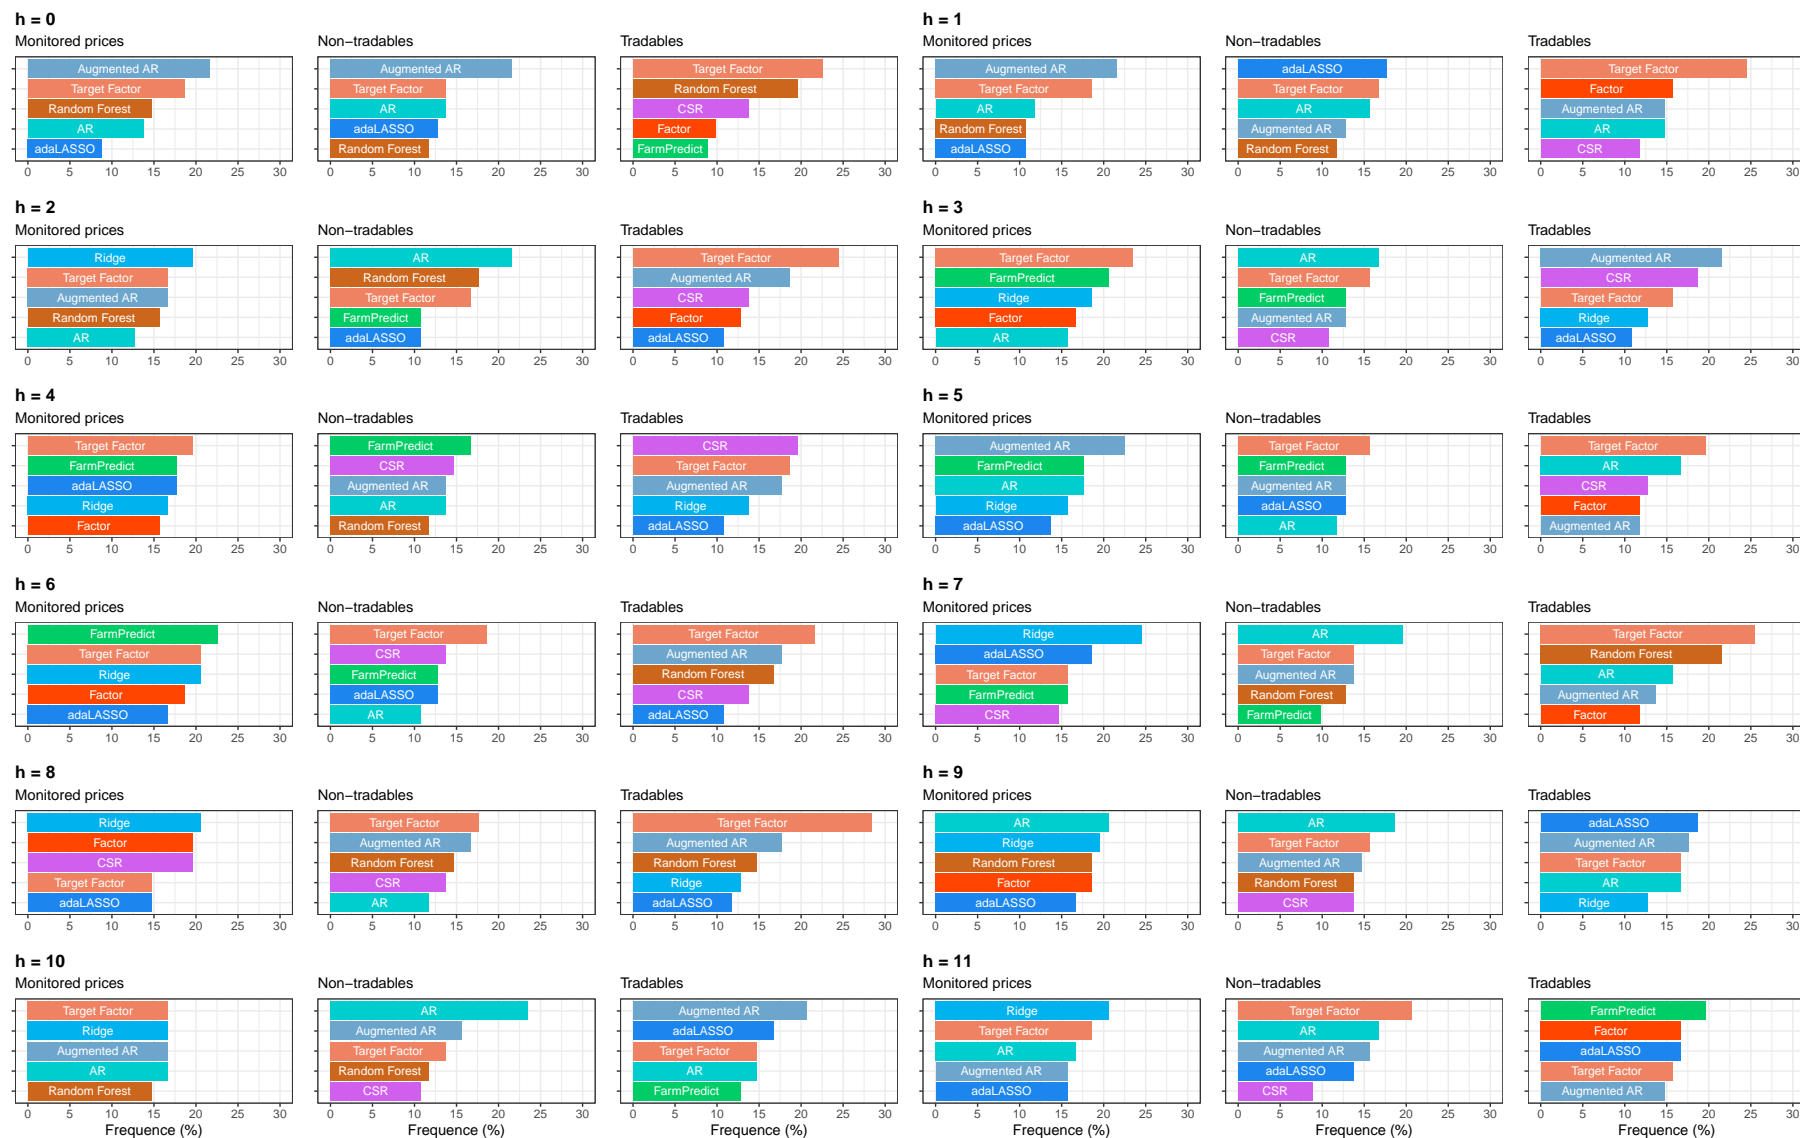 h = 0
Monitored prices
Augmented AR
Target Factor
Random Forest
AR
adaLASSO
0 5 10 15 20 25 30
Non−tradables
Augmented AR
Target Factor
AR
adaLASSO
Random Forest
0 5 10 15 20 25 30
Tradables
Target Factor
Random Forest
CSR
Factor
FarmPredict
0 5 10 15 20 25 30
h = 1
Monitored prices
Augmented AR
Target Factor
AR
Random Forest
adaLASSO
0 5 10 15 20 25 30
Non−tradables
adaLASSO
Target Factor
AR
Augmented AR
Random Forest
0 5 10 15 20 25 30
Tradables
Target Factor
Factor
Augmented AR
AR
CSR
0 5 10 15 20 25 30
h = 2
Monitored prices
Ridge
Target Factor
Augmented AR
Random Forest
AR
0 5 10 15 20 25 30
Non−tradables
AR
Random Forest
Target Factor
FarmPredict
adaLASSO
0 5 10 15 20 25 30
Tradables
Target Factor
Augmented AR
CSR
Factor
adaLASSO
0 5 10 15 20 25 30
h = 3
Monitored prices
Target Factor
FarmPredict
Ridge
Factor
AR
0 5 10 15 20 25 30
Non−tradables
AR
Target Factor
FarmPredict
Augmented AR
CSR
0 5 10 15 20 25 30
Tradables
Augmented AR
CSR
Target Factor
Ridge
adaLASSO
0 5 10 15 20 25 30
h = 4
Monitored prices
Target Factor
FarmPredict
adaLASSO
Ridge
Factor
0 5 10 15 20 25 30
Non−tradables
FarmPredict
CSR
Augmented AR
AR
Random Forest
0 5 10 15 20 25 30
Tradables
CSR
Target Factor
Augmented AR
Ridge
adaLASSO
0 5 10 15 20 25 30
h = 5
Monitored prices
Augmented AR
FarmPredict
AR
Ridge
adaLASSO
0 5 10 15 20 25 30
Non−tradables
Target Factor
FarmPredict
Augmented AR
adaLASSO
AR
0 5 10 15 20 25 30
Tradables
Target Factor
AR
CSR
Factor
Augmented AR
0 5 10 15 20 25 30
h = 6
Monitored prices
FarmPredict
Target Factor
Ridge
Factor
adaLASSO
0 5 10 15 20 25 30
Non−tradables
Target Factor
CSR
FarmPredict
adaLASSO
AR
0 5 10 15 20 25 30
Tradables
Target Factor
Augmented AR
Random Forest
CSR
adaLASSO
0 5 10 15 20 25 30
h = 7
Monitored prices
Ridge
adaLASSO
Target Factor
FarmPredict
CSR
0 5 10 15 20 25 30
Non−tradables
AR
Target Factor
Augmented AR
Random Forest
FarmPredict
0 5 10 15 20 25 30
Tradables
Target Factor
Random Forest
AR
Augmented AR
Factor
0 5 10 15 20 25 30
h = 8
Monitored prices
Ridge
Factor
CSR
Target Factor
adaLASSO
0 5 10 15 20 25 30
Non−tradables
Target Factor
Augmented AR
Random Forest
CSR
AR
0 5 10 15 20 25 30
Tradables
Target Factor
Augmented AR
Random Forest
Ridge
adaLASSO
0 5 10 15 20 25 30
h = 9
Monitored prices
AR
Ridge
Random Forest
Factor
adaLASSO
0 5 10 15 20 25 30
Non−tradables
AR
Target Factor
Augmented AR
Random Forest
CSR
0 5 10 15 20 25 30
Tradables
adaLASSO
Augmented AR
Target Factor
AR
Ridge
0 5 10 15 20 25 30
h = 10
Monitored prices
Target Factor
Ridge
Augmented AR
AR
Random Forest
0 5 10 15 20 25 30
Frequence (%)
Non−tradables
AR
Augmented AR
Target Factor
Random Forest
CSR
0 5 10 15 20 25 30
Frequence (%)
Tradables
Augmented AR
adaLASSO
Target Factor
AR
FarmPredict
0 5 10 15 20 25 30
Frequence (%)
h = 11
Monitored prices
Ridge
Target Factor
AR
Augmented AR
adaLASSO
0 5 10 15 20 25 30
Frequence (%)
Non−tradables
Target Factor
AR
Augmented AR
adaLASSO
CSR
0 5 10 15 20 25 30
Frequence (%)
Tradables
FarmPredict
Factor
adaLASSO
Target Factor
Augmented AR
0 5 10 15 20 25 30
Frequence (%)